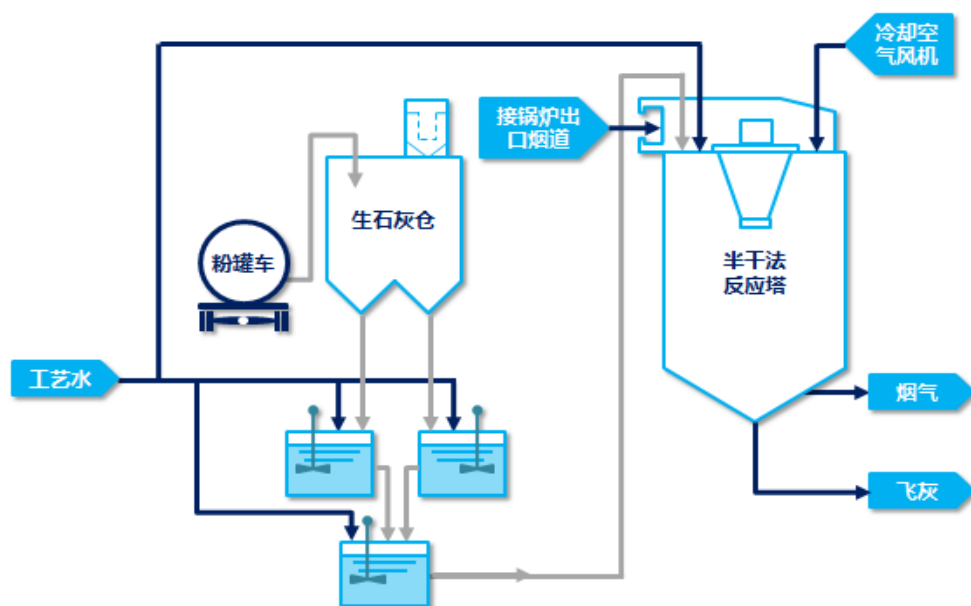 冷却空
气风机
接锅炉出
口烟道
生石灰仓
粉罐车
半干法
反应塔
工艺水
烟气
飞灰